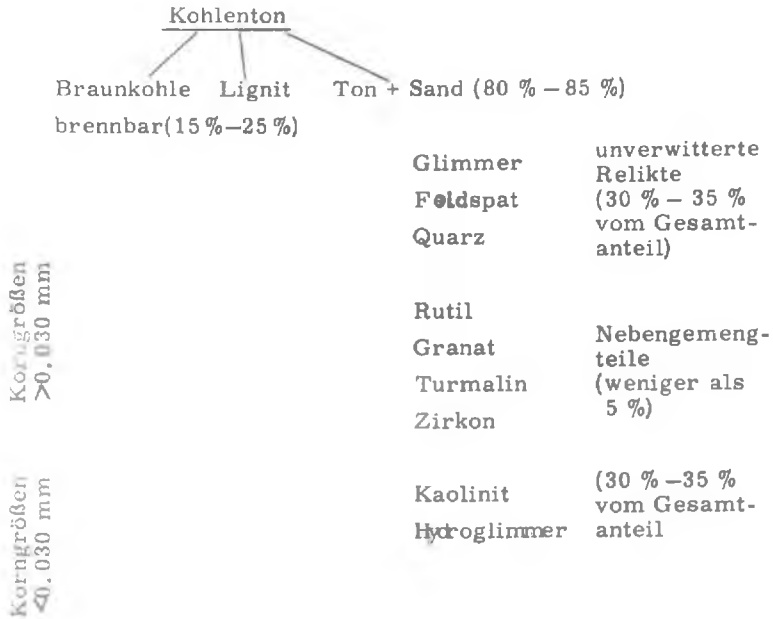 Kohlenton
Braunkohle Lignit Ton + Sand (80 % – 85 %)
brennbar(15 %–25 %)
Glimmer
Feldspat
Quarz
unverwitterte
Relikte
(30 % – 35 %
vom Gesamt-
anteil)
Korngrößen
>0.030 mm
Rutil
Granat
Turmalin
Zirkon
Nebengemeng-
teile
(weniger als
5 %)
Korngrößen
<0.030 mm
Kaolinit
Hydroglimmer
(30 % –35 %
vom Gesamt-
anteil